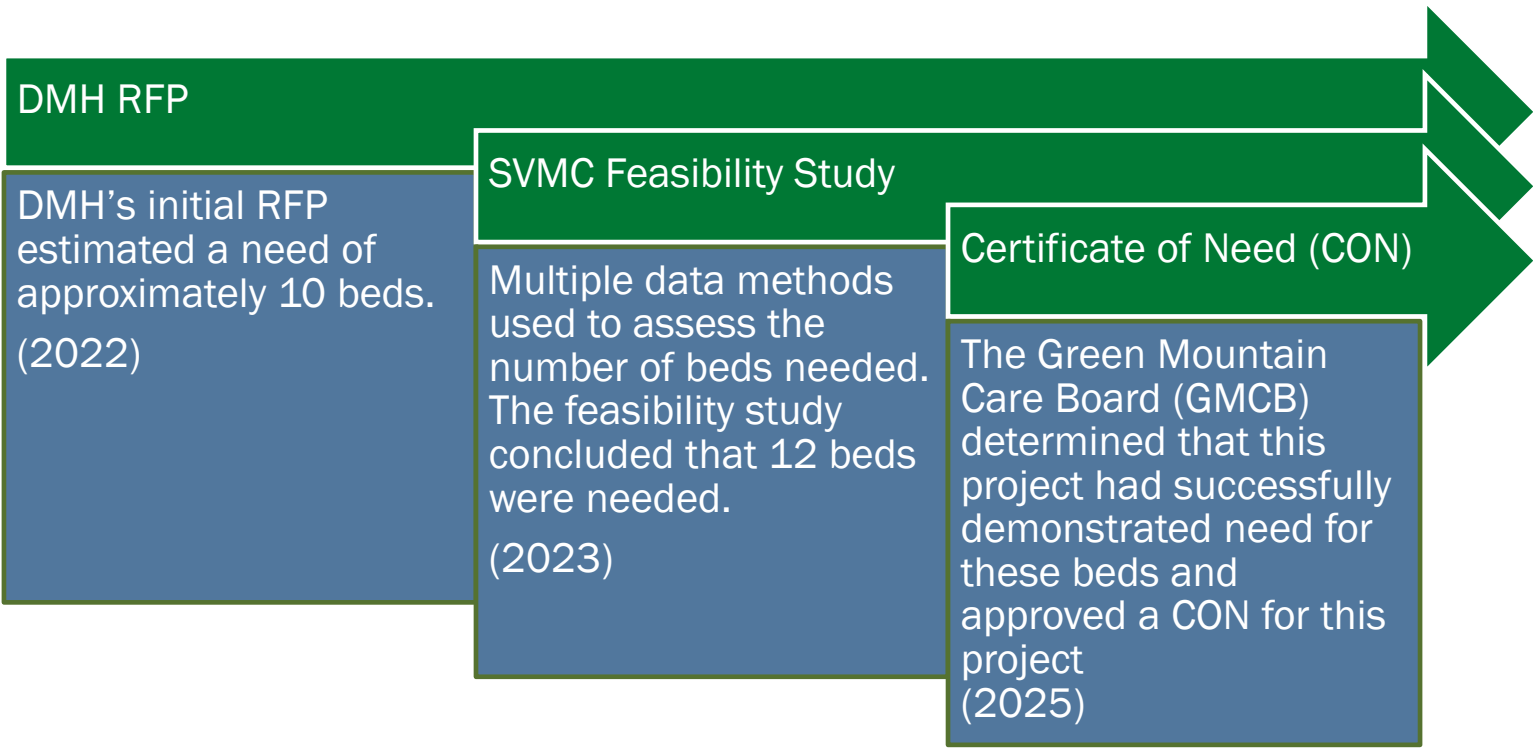 DMH RFP
DMH’s initial RFP
estimated a need of
approximately 10 beds.
(2022)
SVMC Feasibility Study
Multiple data methods
used to assess the
number of beds needed.
The feasibility study
concluded that 12 beds
were needed.
(2023)
Certificate of Need (CON)
The Green Mountain
Care Board (GMCB)
determined that this
project had successfully
demonstrated need for
these beds and
approved a CON for this
project
(2025)